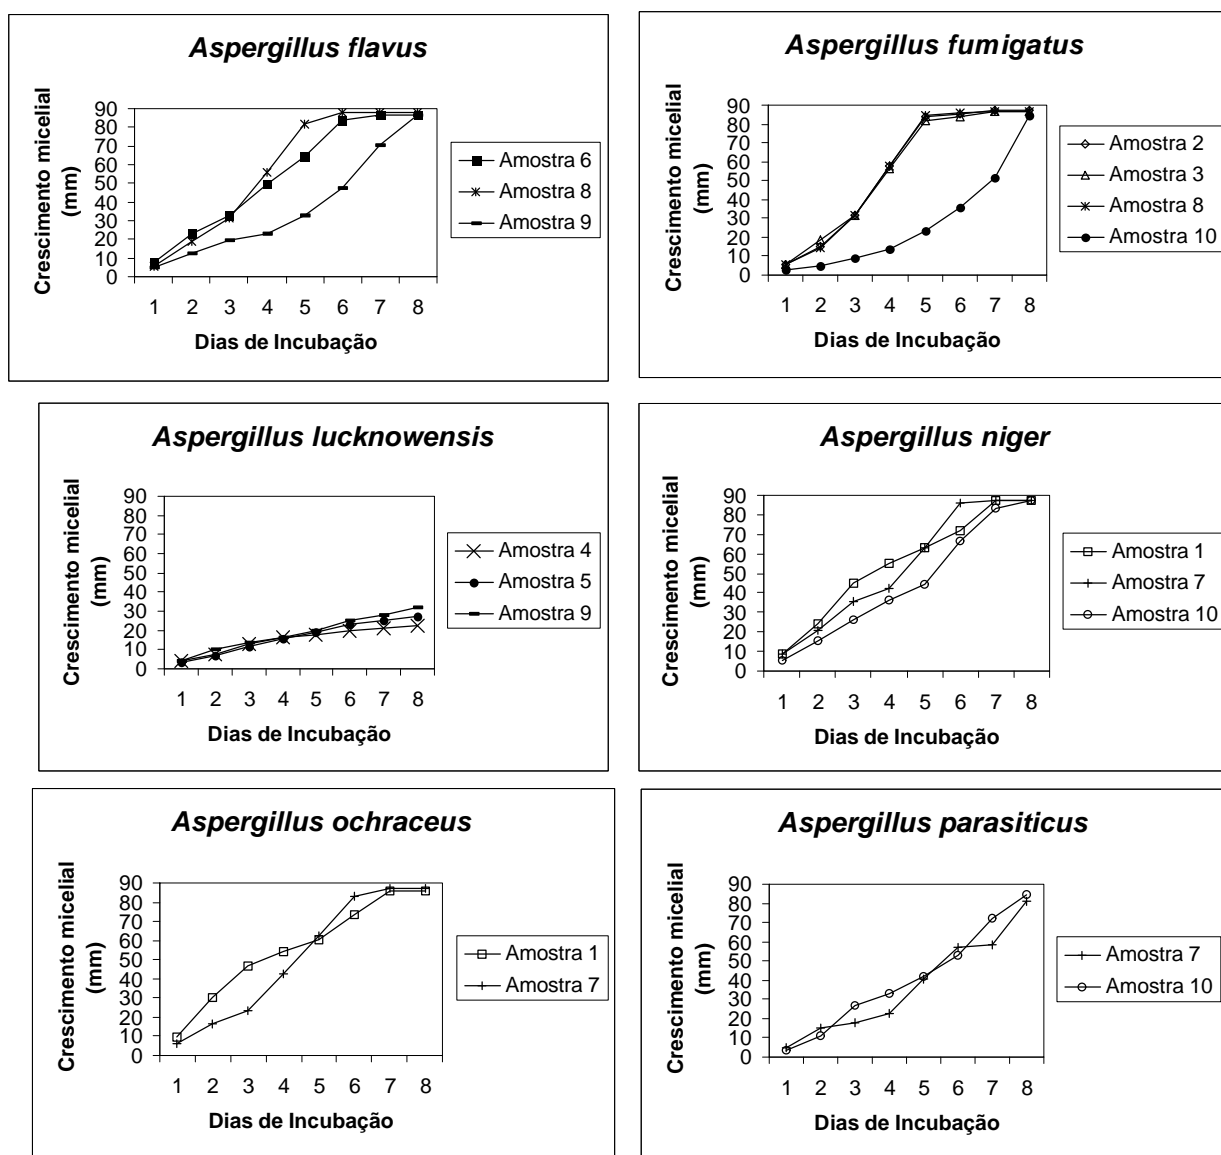 Aspergillus flavus
Crescimento micelial
(mm)
90
80
70
60
50
40
30
20
10
0
1 2 3 4 5 6 7 8
Dias de Incubação
Amostra 6
Amostra 8
Amostra 9
Aspergillus fumigatus
Crescimento micelial
(mm)
90
80
70
60
50
40
30
20
10
0
1 2 3 4 5 6 7 8
Dias de Incubação
Amostra 2
Amostra 3
Amostra 8
Amostra 10
Aspergillus lucknowensis
Crescimento micelial
(mm)
90
80
70
60
50
40
30
20
10
0
1 2 3 4 5 6 7 8
Dias de Incubação
Amostra 4
Amostra 5
Amostra 9
Aspergillus niger
Crescimento micelial
(mm)
90
80
70
60
50
40
30
20
10
0
1 2 3 4 5 6 7 8
Dias de Incubação
Amostra 1
Amostra 7
Amostra 10
Aspergillus ochraceus
Crescimento micelial
(mm)
90
80
70
60
50
40
30
20
10
0
1 2 3 4 5 6 7 8
Dias de Incubação
Amostra 1
Amostra 7
Aspergillus parasiticus
Crescimento micelial
(mm)
90
80
70
60
50
40
30
20
10
0
1 2 3 4 5 6 7 8
Dias de Incubação
Amostra 7
Amostra 10